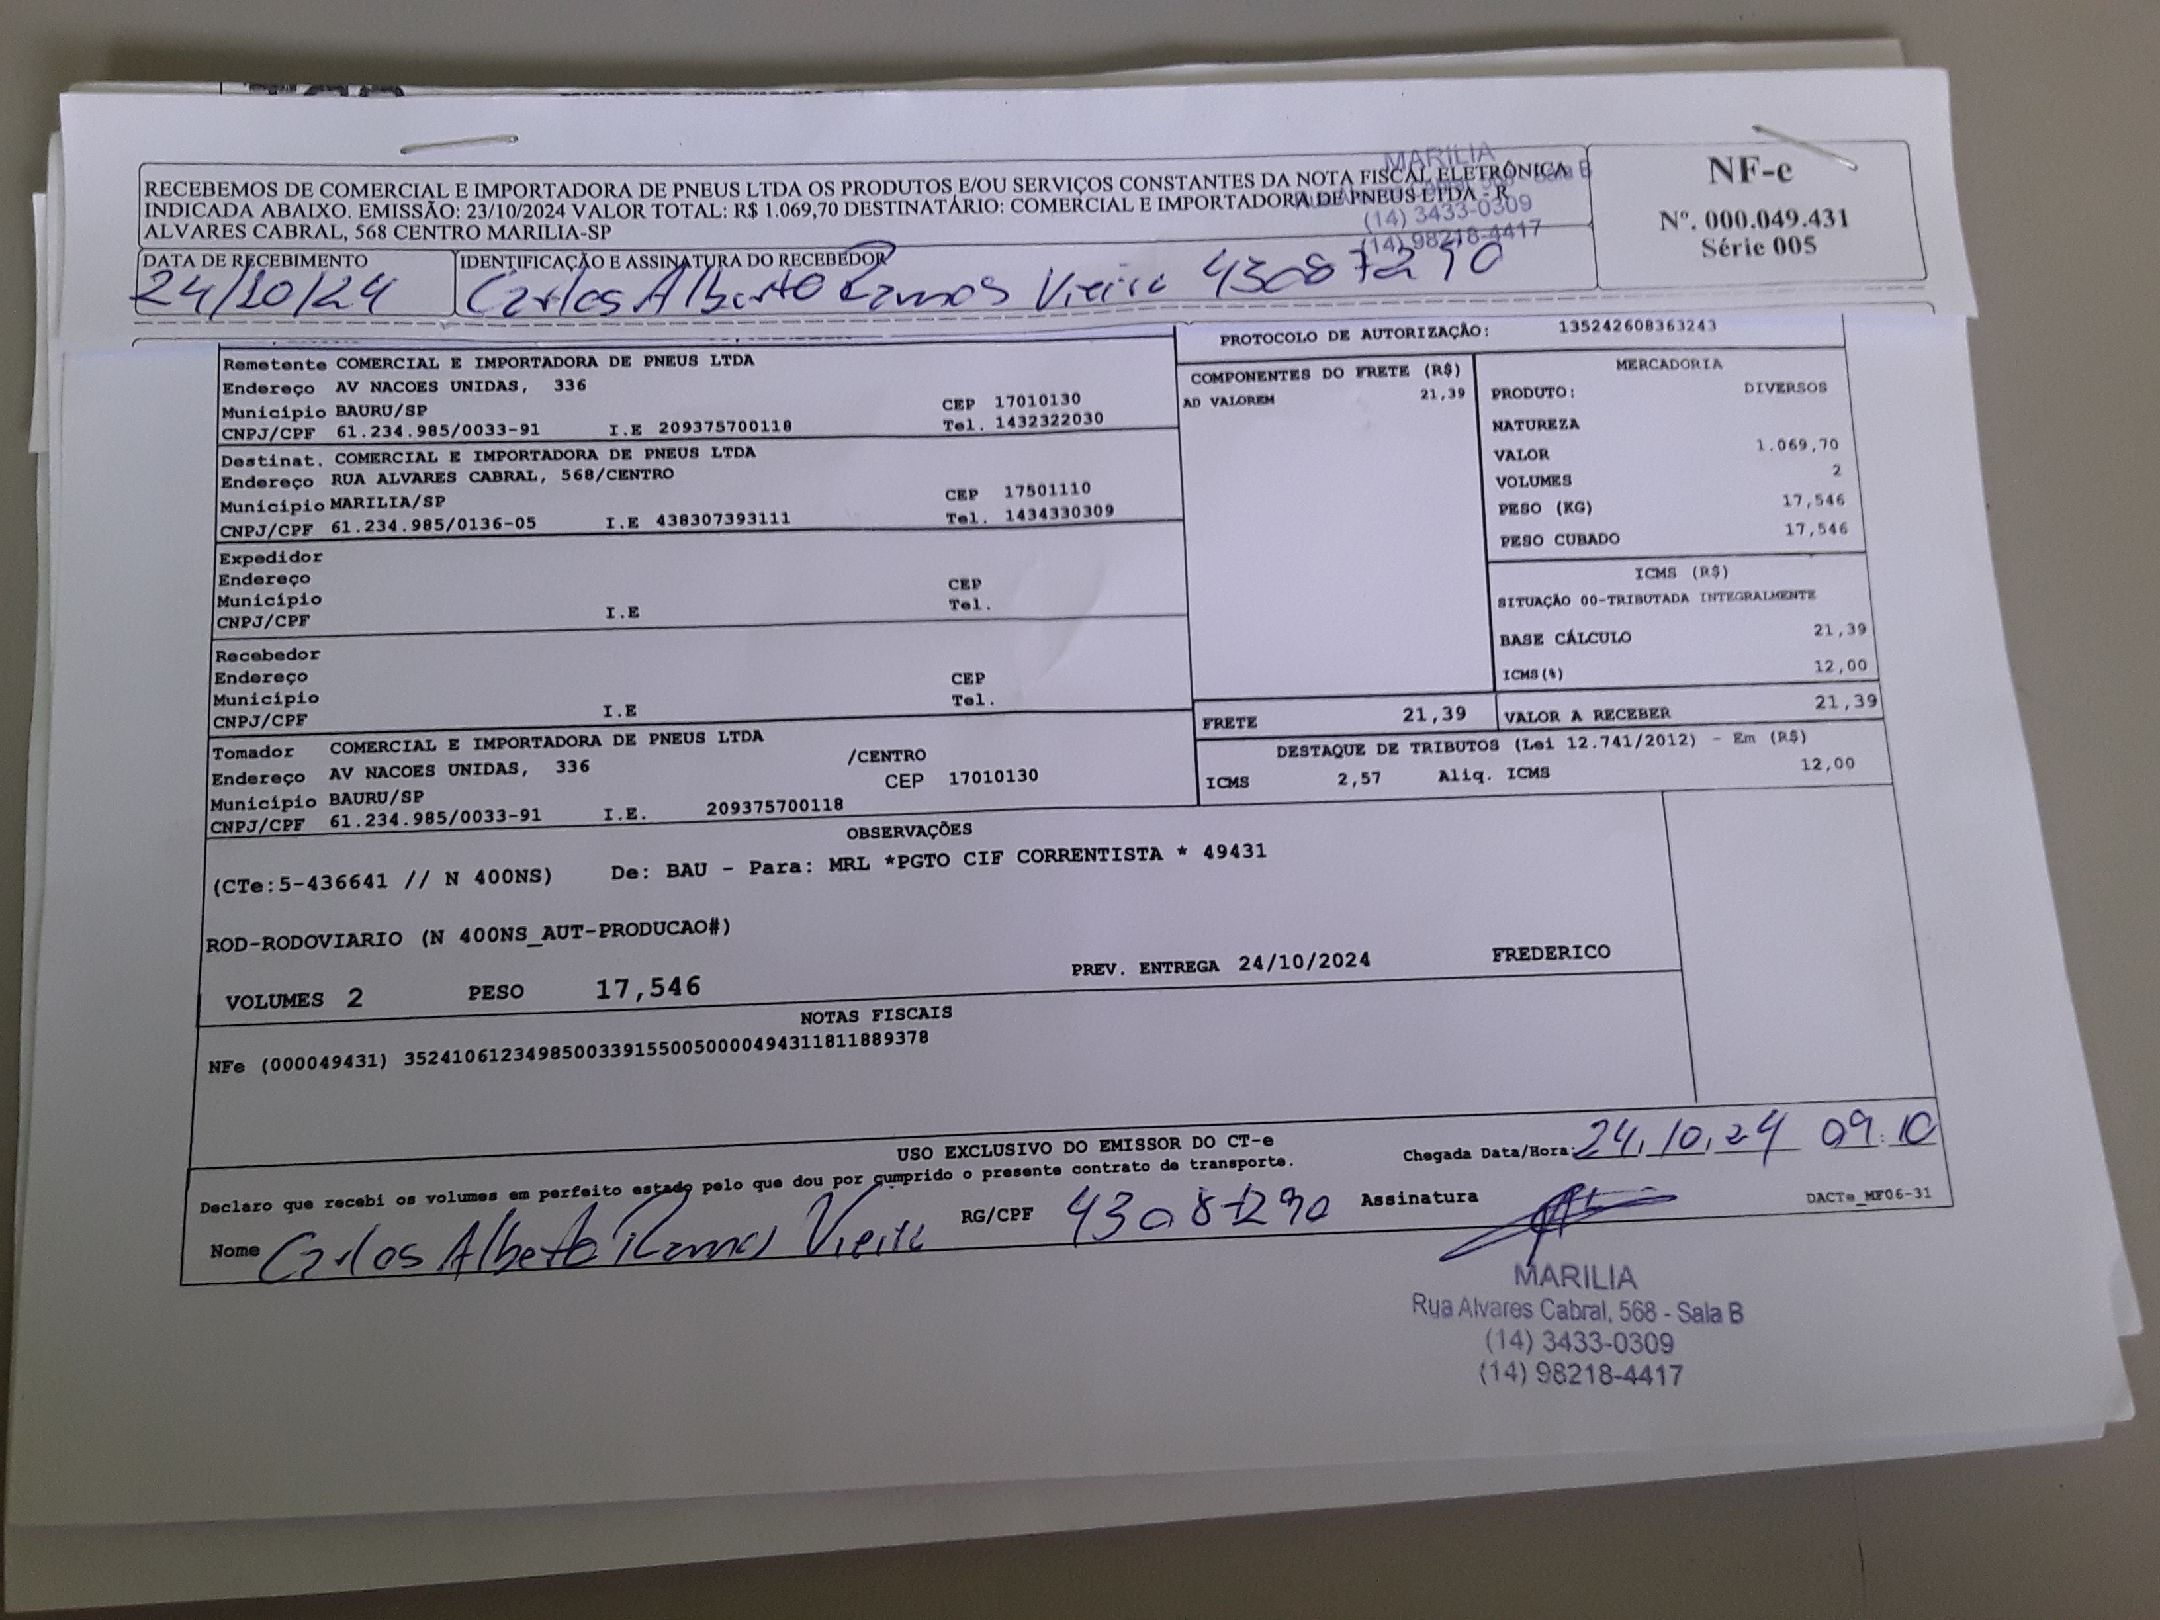 RECEBEMOS DE COMERCIAL E IMPORTADORA DE PNEUS LTDA OS PRODUTOS E/OU SERVIÇOS CONSTANTES DA NOTA FISCAL ELETRÔNICA
INDICADA ABAIXO. EMISSÃO: 23/10/2024 VALOR TOTAL: R$ 1.069,70 DESTINATÁRIO: COMERCIAL E IMPORTADORA DE PNEUS LTDA - R
ALVARES CABRAL, 568 CENTRO MARILIA-SP
MARILIA
Sala B
(14) 3433-0309
(14) 98218-4417
NF-e
Nº. 000.049.431
Série 005
DATA DE RECEBIMENTO
24/10/24
IDENTIFICAÇÃO E ASSINATURA DO RECEBEDOR
Carlos Alberto Ramos Vieira 43087290
PROTOCOLO DE AUTORIZAÇÃO: 135242608363243
Remetente COMERCIAL E IMPORTADORA DE PNEUS LTDA
Endereço AV NACOES UNIDAS, 336
Município BAURU/SP CEP 17010130
CNPJ/CPF 61.234.985/0033-91 I.E 209375700118 Tel. 1432322030
Destinat. COMERCIAL E IMPORTADORA DE PNEUS LTDA
Endereço RUA ALVARES CABRAL, 568/CENTRO
Município MARILIA/SP CEP 17501110
CNPJ/CPF 61.234.985/0136-05 I.E 438307393111 Tel. 1434330309
Expedidor
Endereço
Município CEP
CNPJ/CPF I.E Tel.
Recebedor
Endereço
Município CEP
CNPJ/CPF I.E Tel.
Tomador COMERCIAL E IMPORTADORA DE PNEUS LTDA
Endereço AV NACOES UNIDAS, 336 /CENTRO
Município BAURU/SP CEP 17010130
CNPJ/CPF 61.234.985/0033-91 I.E. 209375700118
COMPONENTES DO FRETE (R$)
AD VALOREM 21,39
FRETE 21,39
MERCADORIA
PRODUTO: DIVERSOS
NATUREZA
VALOR 1.069,70
VOLUMES 2
PESO (KG) 17,546
PESO CUBADO 17,546
ICMS (R$)
SITUAÇÃO 00-TRIBUTADA INTEGRALMENTE
BASE CÁLCULO 21,39
ICMS(%) 12,00
VALOR A RECEBER 21,39
DESTAQUE DE TRIBUTOS (Lei 12.741/2012) - Em (R$)
ICMS 2,57 Aliq. ICMS 12,00
OBSERVAÇÕES
(CTe:5-436641 // N 400NS) De: BAU - Para: MRL *PGTO CIF CORRENTISTA * 49431
ROD-RODOVIARIO (N 400NS_AUT-PRODUCAO#)
VOLUMES 2 PESO 17,546 PREV. ENTREGA 24/10/2024 FREDERICO
NOTAS FISCAIS
NFe (000049431) 35241061234985003391550050000494311811889378
USO EXCLUSIVO DO EMISSOR DO CT-e
Chegada Data/Hora: 24.10.24 09:10
Declaro que recebi os volumes em perfeito estado pelo que dou por cumprido o presente contrato de transporte.
Nome Carlos Alberto Ramos Vieira RG/CPF 43087290 Assinatura
DACTe_MF06-31
MARILIA
Rua Alvares Cabral, 568 - Sala B
(14) 3433-0309
(14) 98218-4417